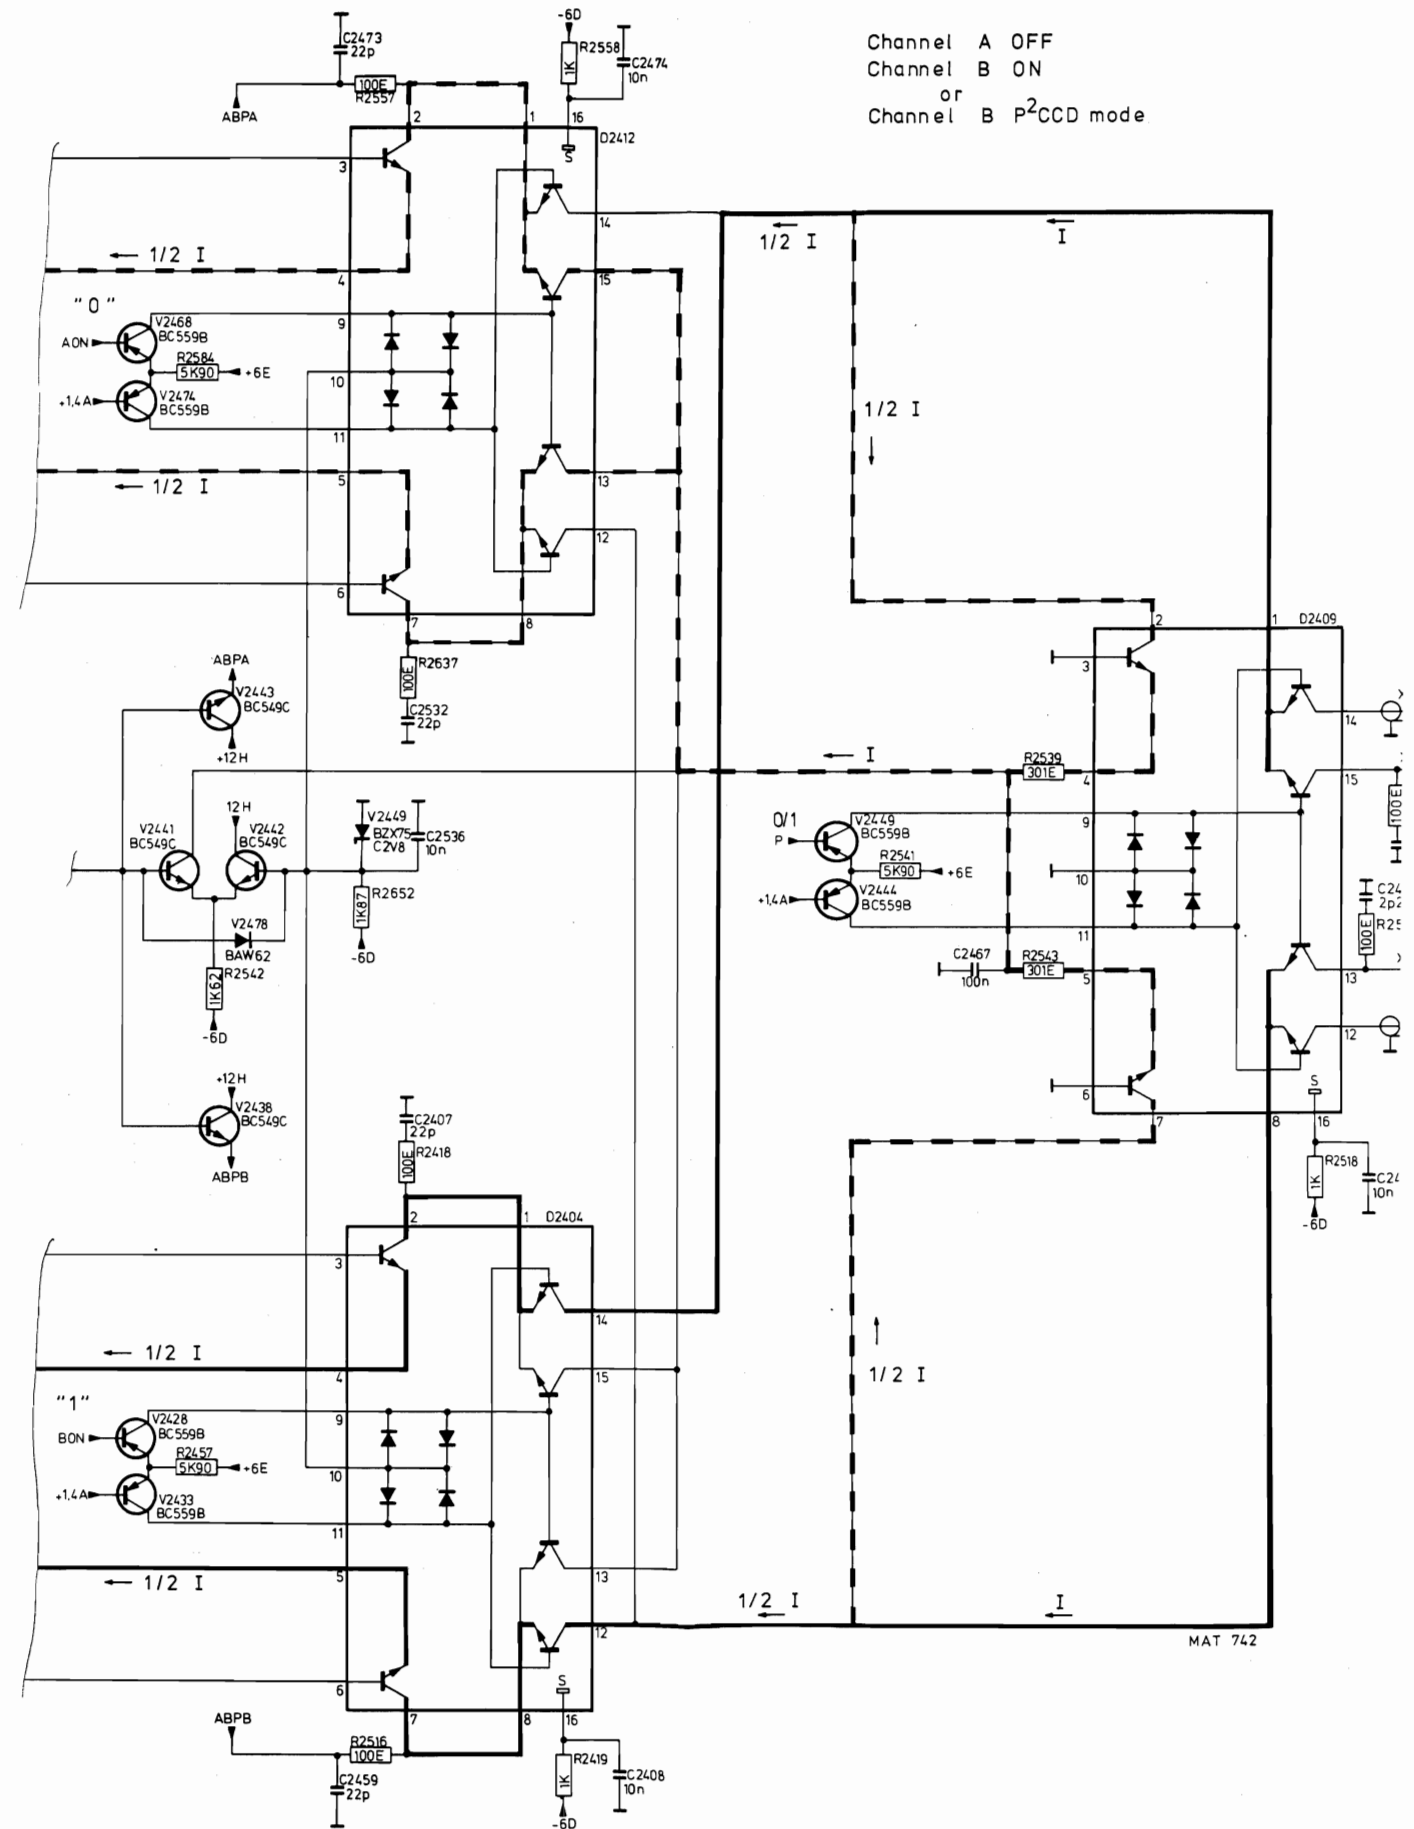 -6D
C2473
22p
R2558
1K
C2474
10n
Channel A OFF
Channel B ON
or
Channel B P²CCD mode
100E
R2557
ABPA
2
1
16
D2412
S
3
14
1/2 I
1/2 I
I
4
15
"0"
9
V2468
BC559B
AON
R2584
5K90
+6E
10
+1,4A
V2474
BC559B
11
1/2 I
5
13
1/2 I
12
6
7
8
R2637
100E
C2532
22p
2
1
D2409
3
ABPA
V2443
BC549C
+12H
14
I
R2539
301E
4
15
100E
12H
V2441
BC549C
V2442
BC549C
V2449
BZX75
C2V8
C2536
10n
0/1
P
V2449
BC559B
9
R2541
5K90
+6E
10
1K87
R2652
+1,4A
V2444
BC559B
11
C24
2p2
100E
R25
V2478
BAW62
-6D
R2542
1K62
C2467
100n
R2543
301E
5
13
-6D
12
+12H
V2438
BC549C
ABPB
S
6
7
8
16
C2407
22p
100E
R2418
R2518
1K
C24
10n
-6D
2
1
D2404
3
14
1/2 I
4
15
1/2 I
"1"
9
V2428
BC559B
BON
R2457
5K90
+6E
10
+1,4A
V2433
BC559B
11
5
13
1/2 I
1/2 I
I
12
MAT 742
6
S
7
8
16
ABPB
R2516
100E
C2459
22p
R2419
1K
C2408
10n
-6D